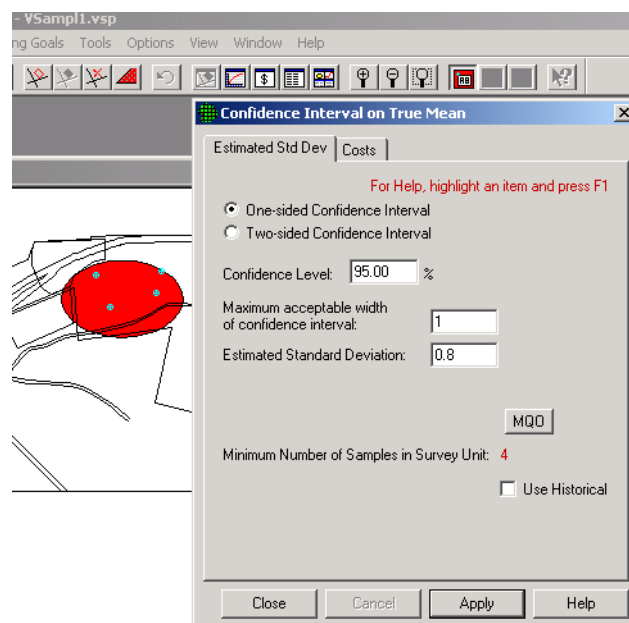 - VSampl1.vsp
ng Goals Tools Options View Window Help
$
RB
Confidence Interval on True Mean
Estimated Std Dev Costs
For Help, highlight an item and press F1
One-sided Confidence Interval
Two-sided Confidence Interval
Confidence Level: 95.00 %
Maximum acceptable width
of confidence interval: 1
Estimated Standard Deviation: 0.8
MQO
Minimum Number of Samples in Survey Unit: 4
Use Historical
Close Cancel Apply Help